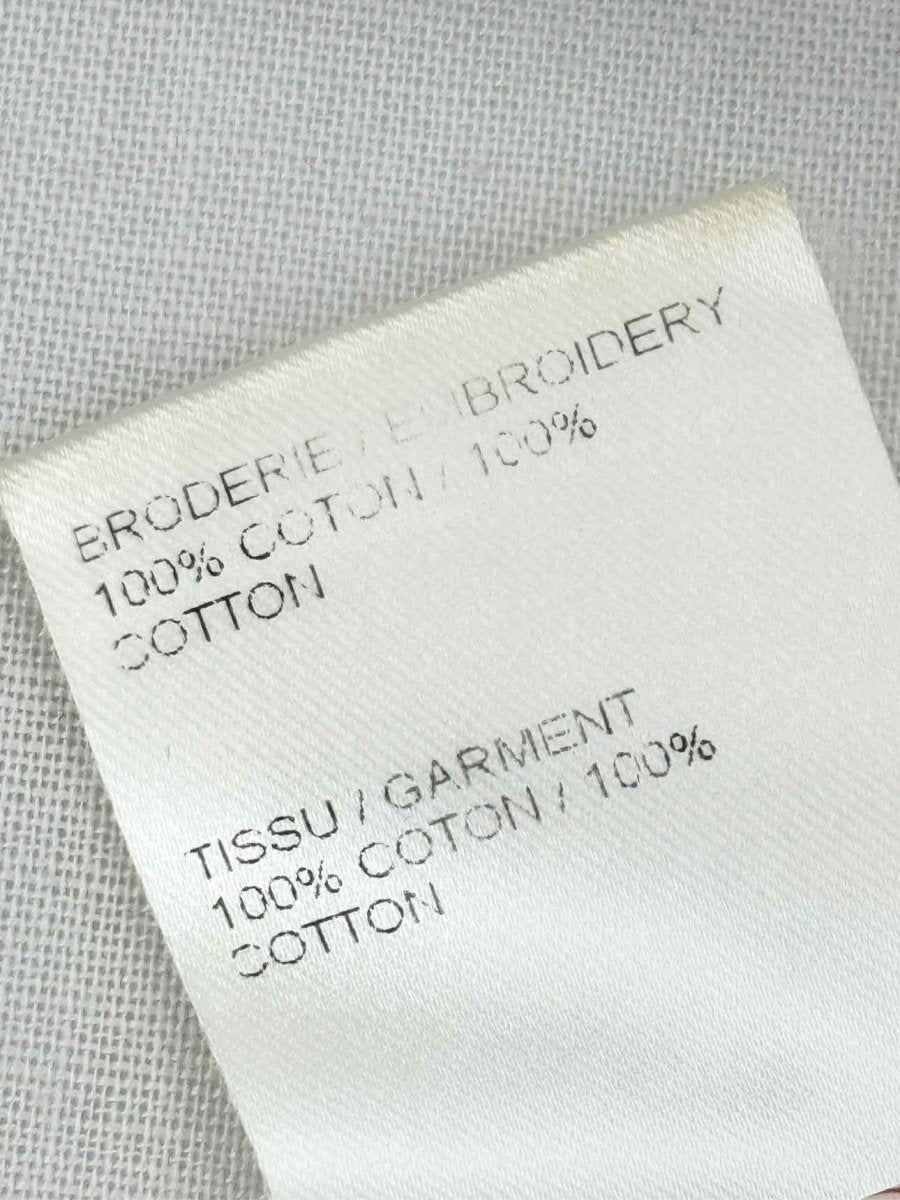 BRODERIE / EMBROIDERY
100% COTON / 100%
COTTON
TISSU / GARMENT
100% COTON / 100%
COTTON